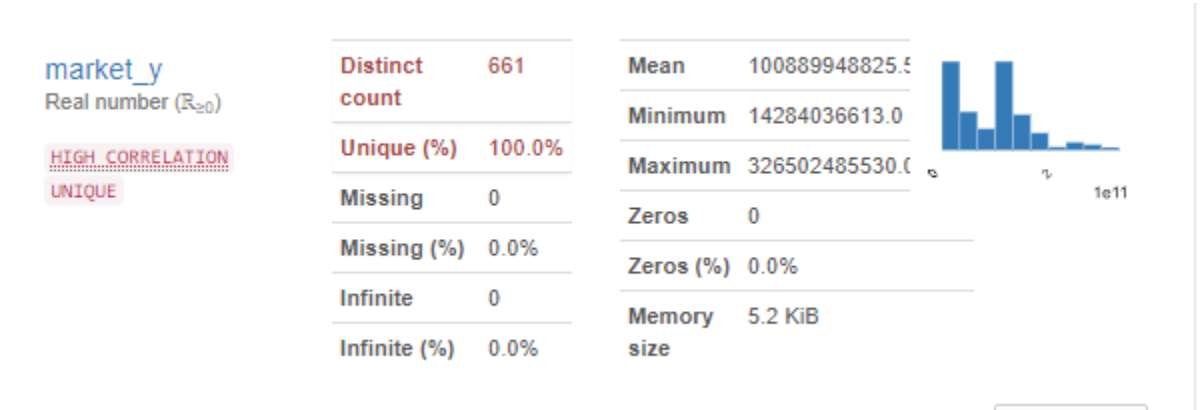 market_y
Real number (ℝ≥0)
HIGH CORRELATION
UNIQUE
Distinct count 661
Unique (%) 100.0%
Missing 0
Missing (%) 0.0%
Infinite 0
Infinite (%) 0.0%
Mean 100889948825.5
Minimum 14284036613.0
Maximum 326502485530.0
Zeros 0
Zeros (%) 0.0%
Memory size 5.2 KiB
0
2
1e11